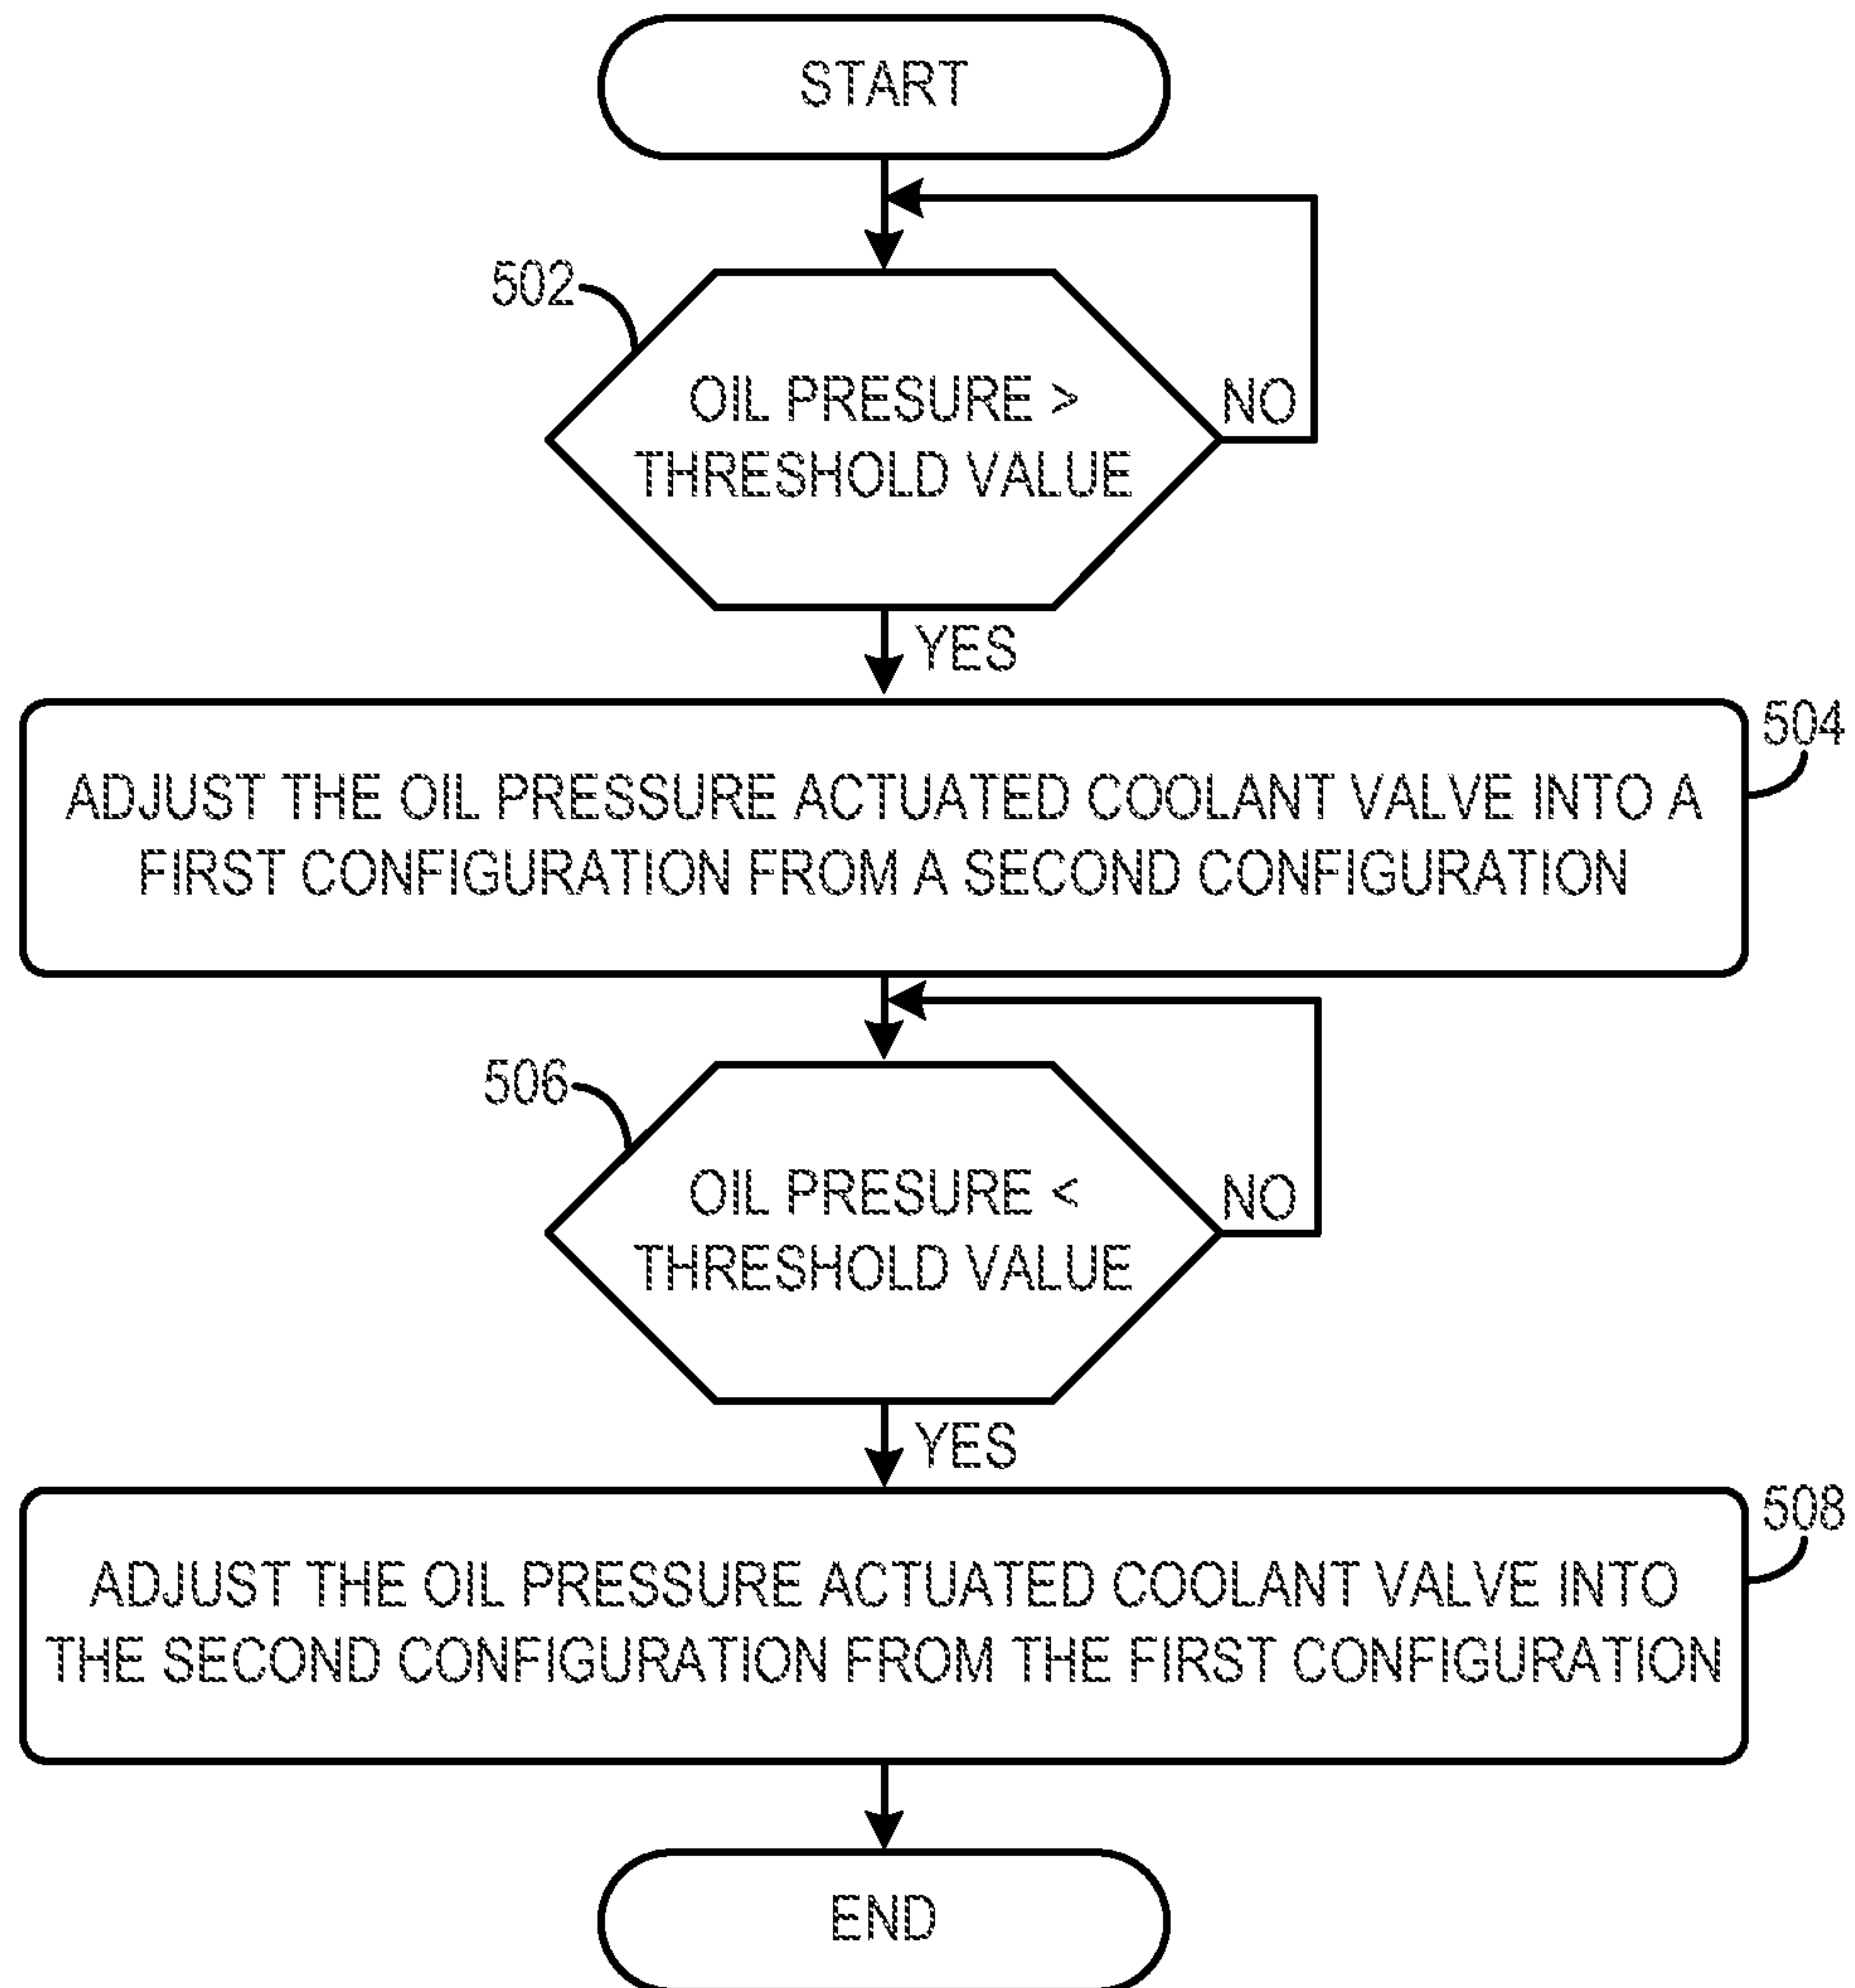 START
502
OIL PRESURE >
THRESHOLD VALUE
NO
YES
504
ADJUST THE OIL PRESSURE ACTUATED COOLANT VALVE INTO A
FIRST CONFIGURATION FROM A SECOND CONFIGURATION
506
OIL PRESURE <
THRESHOLD VALUE
NO
YES
508
ADJUST THE OIL PRESSURE ACTUATED COOLANT VALVE INTO
THE SECOND CONFIGURATION FROM THE FIRST CONFIGURATION
END